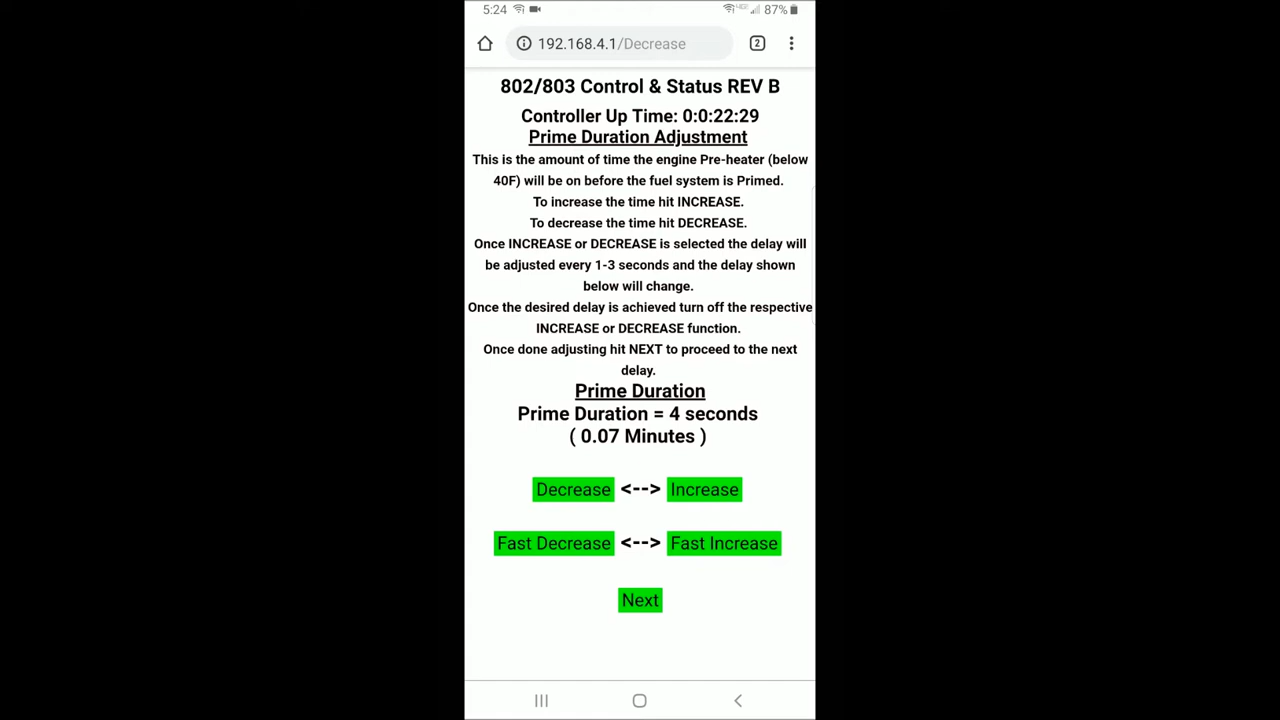 5:24 87%
192.168.4.1/Decrease 2
802/803 Control & Status REV B
Controller Up Time: 0:0:22:29
Prime Duration Adjustment
This is the amount of time the engine Pre-heater (below
40F) will be on before the fuel system is Primed.
To increase the time hit INCREASE.
To decrease the time hit DECREASE.
Once INCREASE or DECREASE is selected the delay will
be adjusted every 1-3 seconds and the delay shown
below will change.
Once the desired delay is achieved turn off the respective
INCREASE or DECREASE function.
Once done adjusting hit NEXT to proceed to the next
delay.
Prime Duration
Prime Duration = 4 seconds
( 0.07 Minutes )
Decrease <--> Increase
Fast Decrease <--> Fast Increase
Next